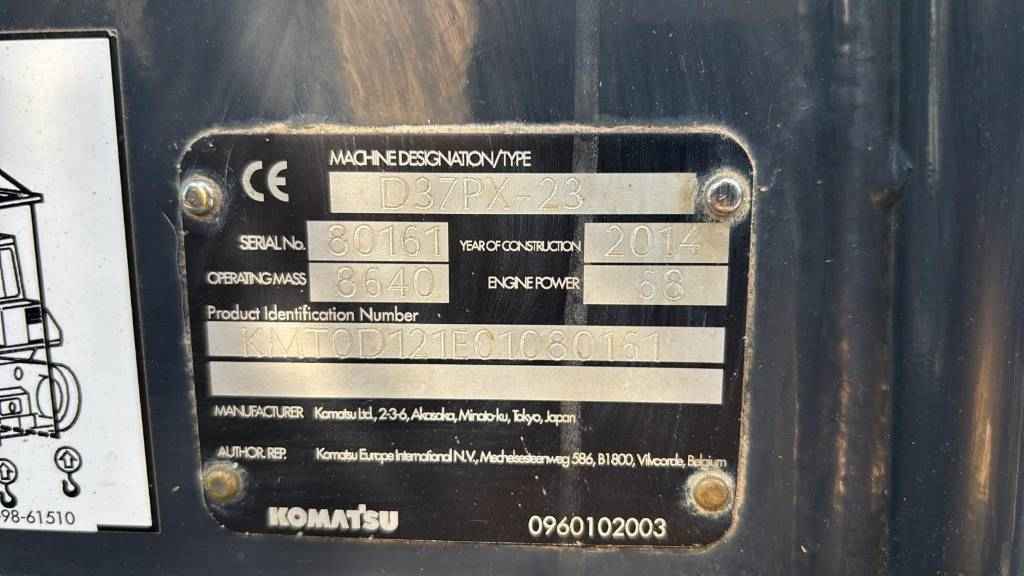 CE
MACHINE DESIGNATION/TYPE
D37PX-23
SERIAL No. 80161 YEAR OF CONSTRUCTION 2014
OPERATING MASS 8640 ENGINE POWER 68
Product Identification Number
KMT0D121E01080161
MANUFACTURER Komatsu Ltd., 2-3-6, Akasaka, Minato-ku, Tokyo, Japan
AUTHOR. REP. Komatsu Europe International N.V., Mechelsesteenweg 586, B1800, Vilvoorde, Belgium
KOMATSU 0960102003
98-61510